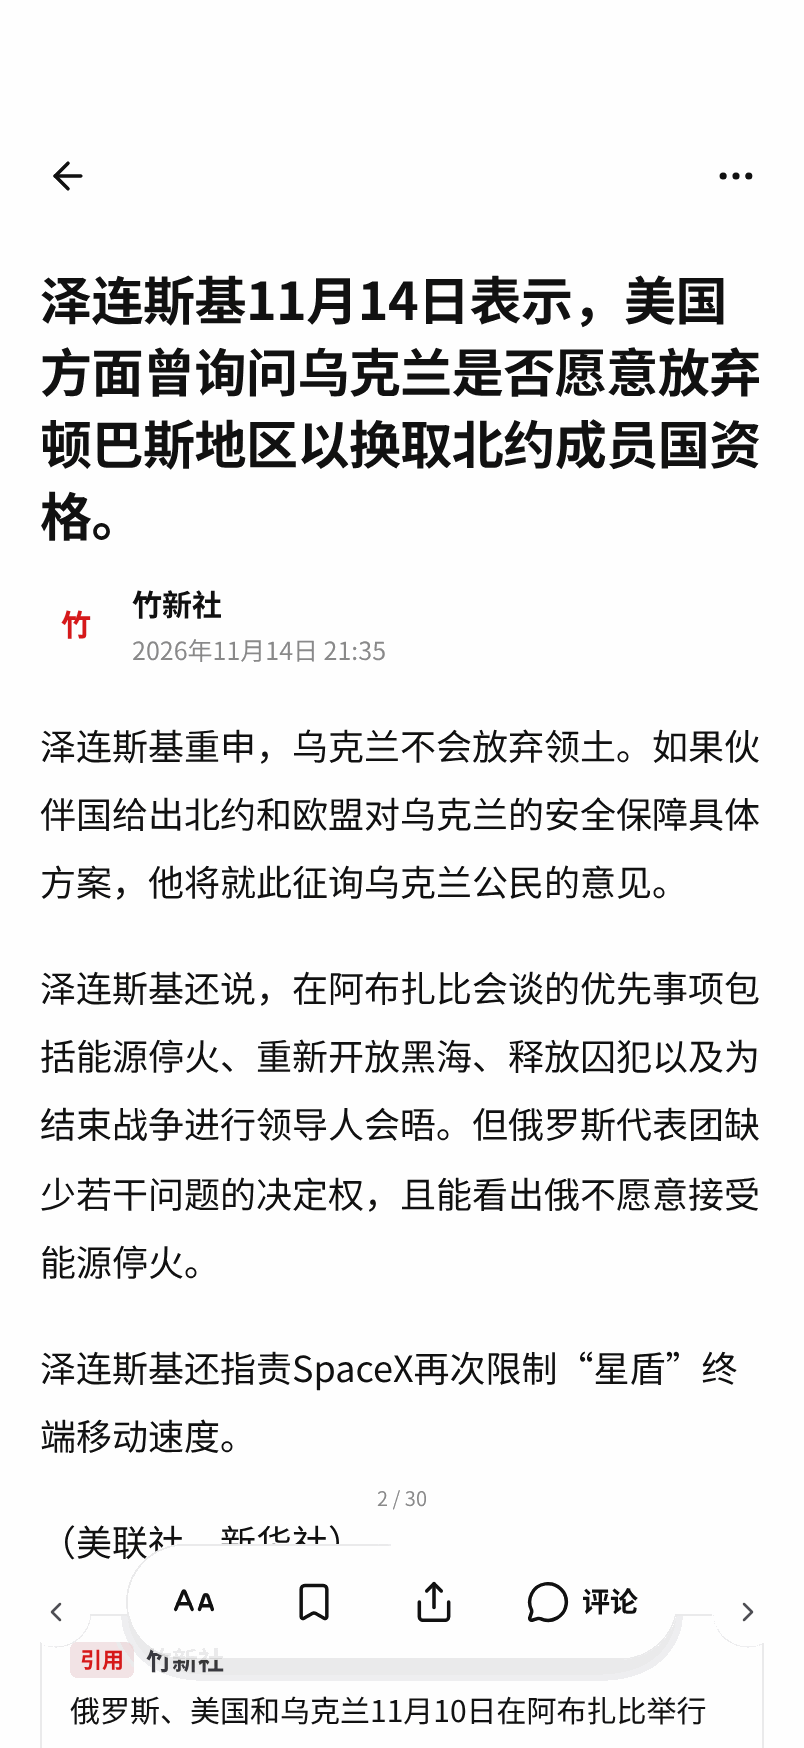 泽连斯基11月14日表示，美国
方面曾询问乌克兰是否愿意放弃
顿巴斯地区以换取北约成员国资
格。
竹
竹新社
2026年11月14日 21:35
泽连斯基重申，乌克兰不会放弃领土。如果伙
伴国给出北约和欧盟对乌克兰的安全保障具体
方案，他将就此征询乌克兰公民的意见。
泽连斯基还说，在阿布扎比会谈的优先事项包
括能源停火、重新开放黑海、释放囚犯以及为
结束战争进行领导人会晤。但俄罗斯代表团缺
少若干问题的决定权，且能看出俄不愿意接受
能源停火。
泽连斯基还指责SpaceX再次限制“星盾”终
端移动速度。
2 / 30
（美联社、新华社）
AA
评论
引用 竹新社
俄罗斯、美国和乌克兰11月10日在阿布扎比举行